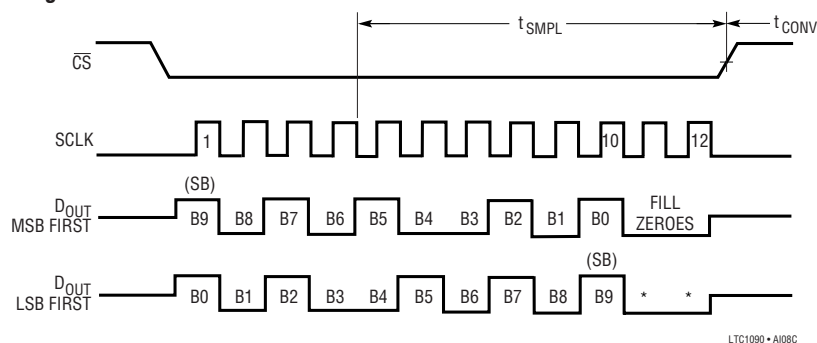 tSMPL
tCONV
CS
SCLK
1
10
12
(SB)
DOUT
MSB FIRST
B9 B8 B7 B6 B5 B4 B3 B2 B1 B0
FILL
ZEROES
(SB)
DOUT
LSB FIRST
B0 B1 B2 B3 B4 B5 B6 B7 B8 B9 * *
LTC1090 • AI08C